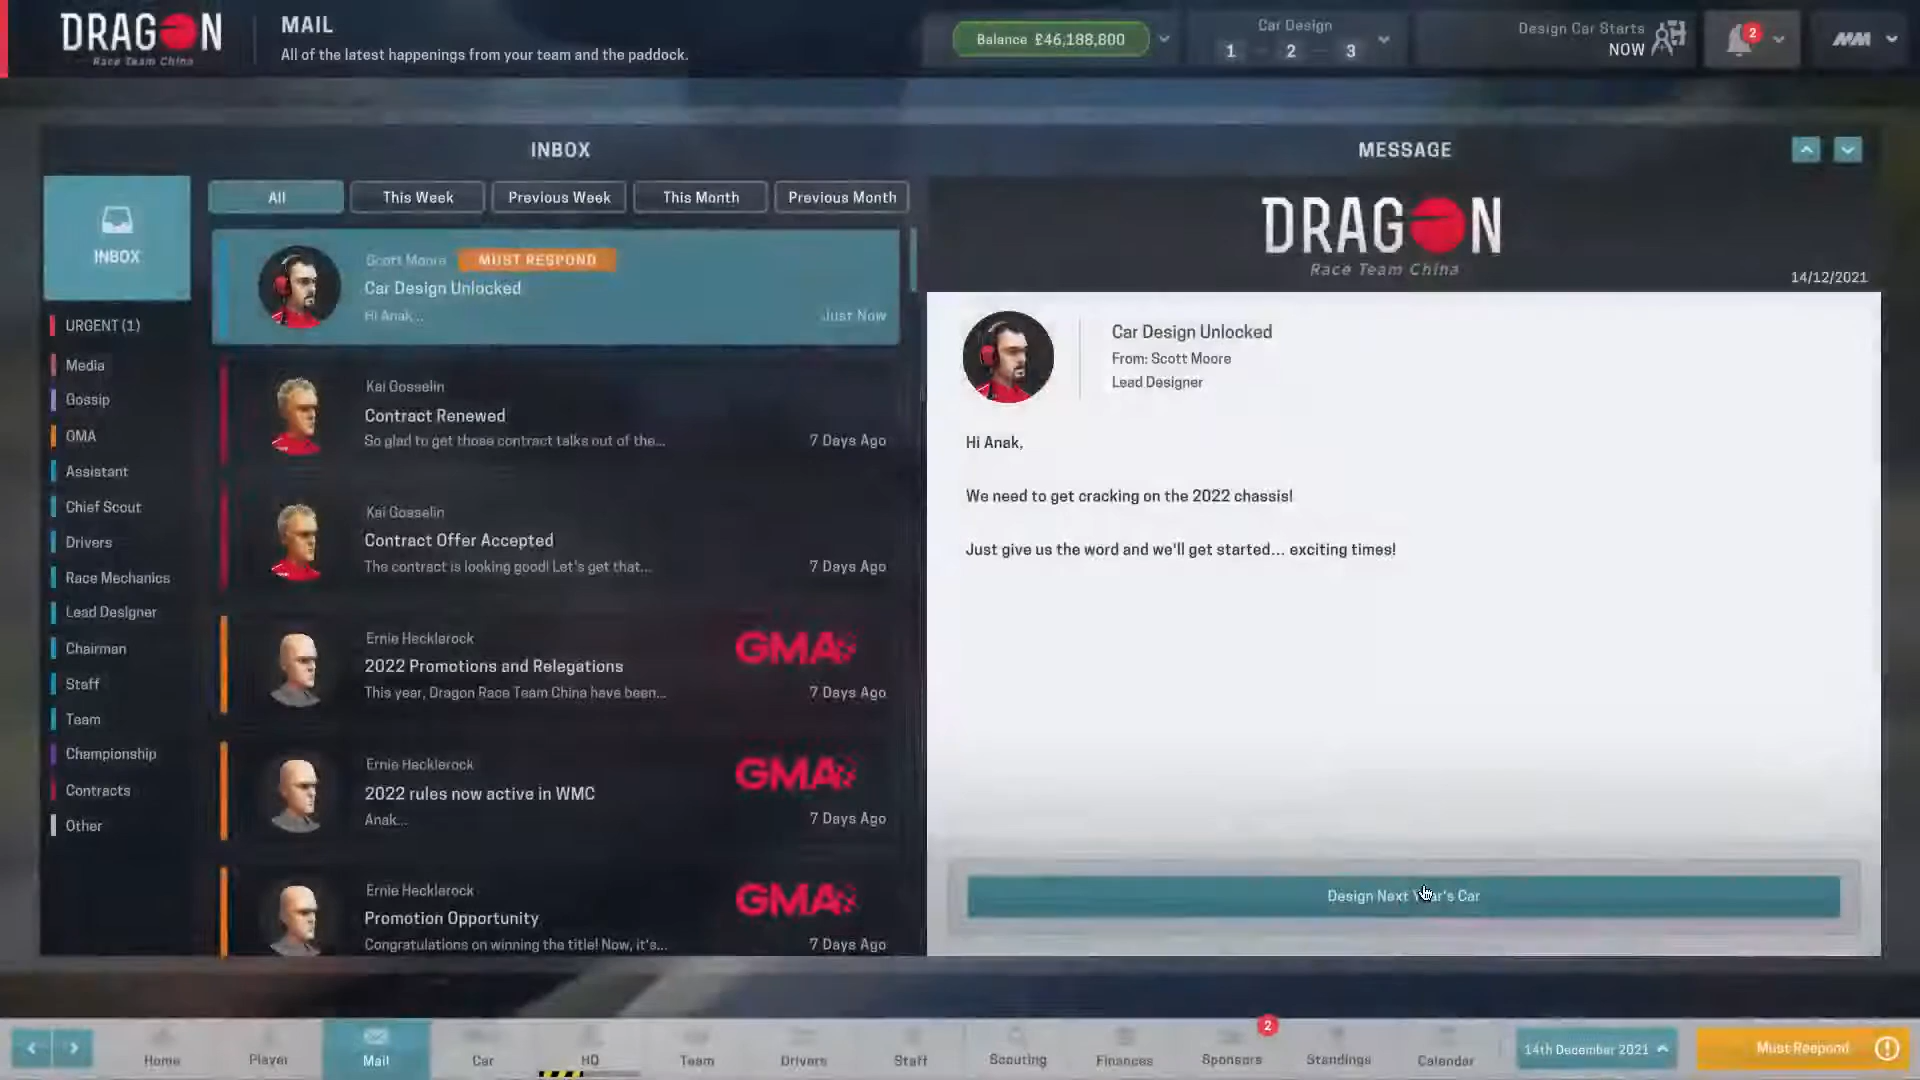 DRAGON
Race Team China
MAIL
All of the latest happenings from your team and the paddock.
Balance £46,188,800
Car Design
1 2 3
Design Car Starts
NOW
2
INBOX
MESSAGE
INBOX
All
This Week
Previous Week
This Month
Previous Month
URGENT (1)
Media
Gossip
GMA
Assistant
Chief Scout
Drivers
Race Mechanics
Lead Designer
Chairman
Staff
Team
Championship
Contracts
Other
Scott Moore
MUST RESPOND
Car Design Unlocked
Hi Anak...
Just Now
Kai Gosselin
Contract Renewed
So glad to get those contract talks out of the...
7 Days Ago
Kai Gosselin
Contract Offer Accepted
The contract is looking good! Let's get that...
7 Days Ago
Ernie Hecklerock
GMA
2022 Promotions and Relegations
This year, Dragon Race Team China have been...
7 Days Ago
Ernie Hecklerock
GMA
2022 rules now active in WMC
Anak...
7 Days Ago
Ernie Hecklerock
GMA
Promotion Opportunity
Congratulations on winning the title! Now, it's...
7 Days Ago
DRAGON
Race Team China
14/12/2021
Car Design Unlocked
From: Scott Moore
Lead Designer
Hi Anak,
We need to get cracking on the 2022 chassis!
Just give us the word and we'll get started... exciting times!
Design Next Year's Car
Home
Player
Mail
Car
HQ
Team
Drivers
Staff
Scouting
Finances
Sponsors
2
Standings
Calendar
14th December 2021
Must Respond